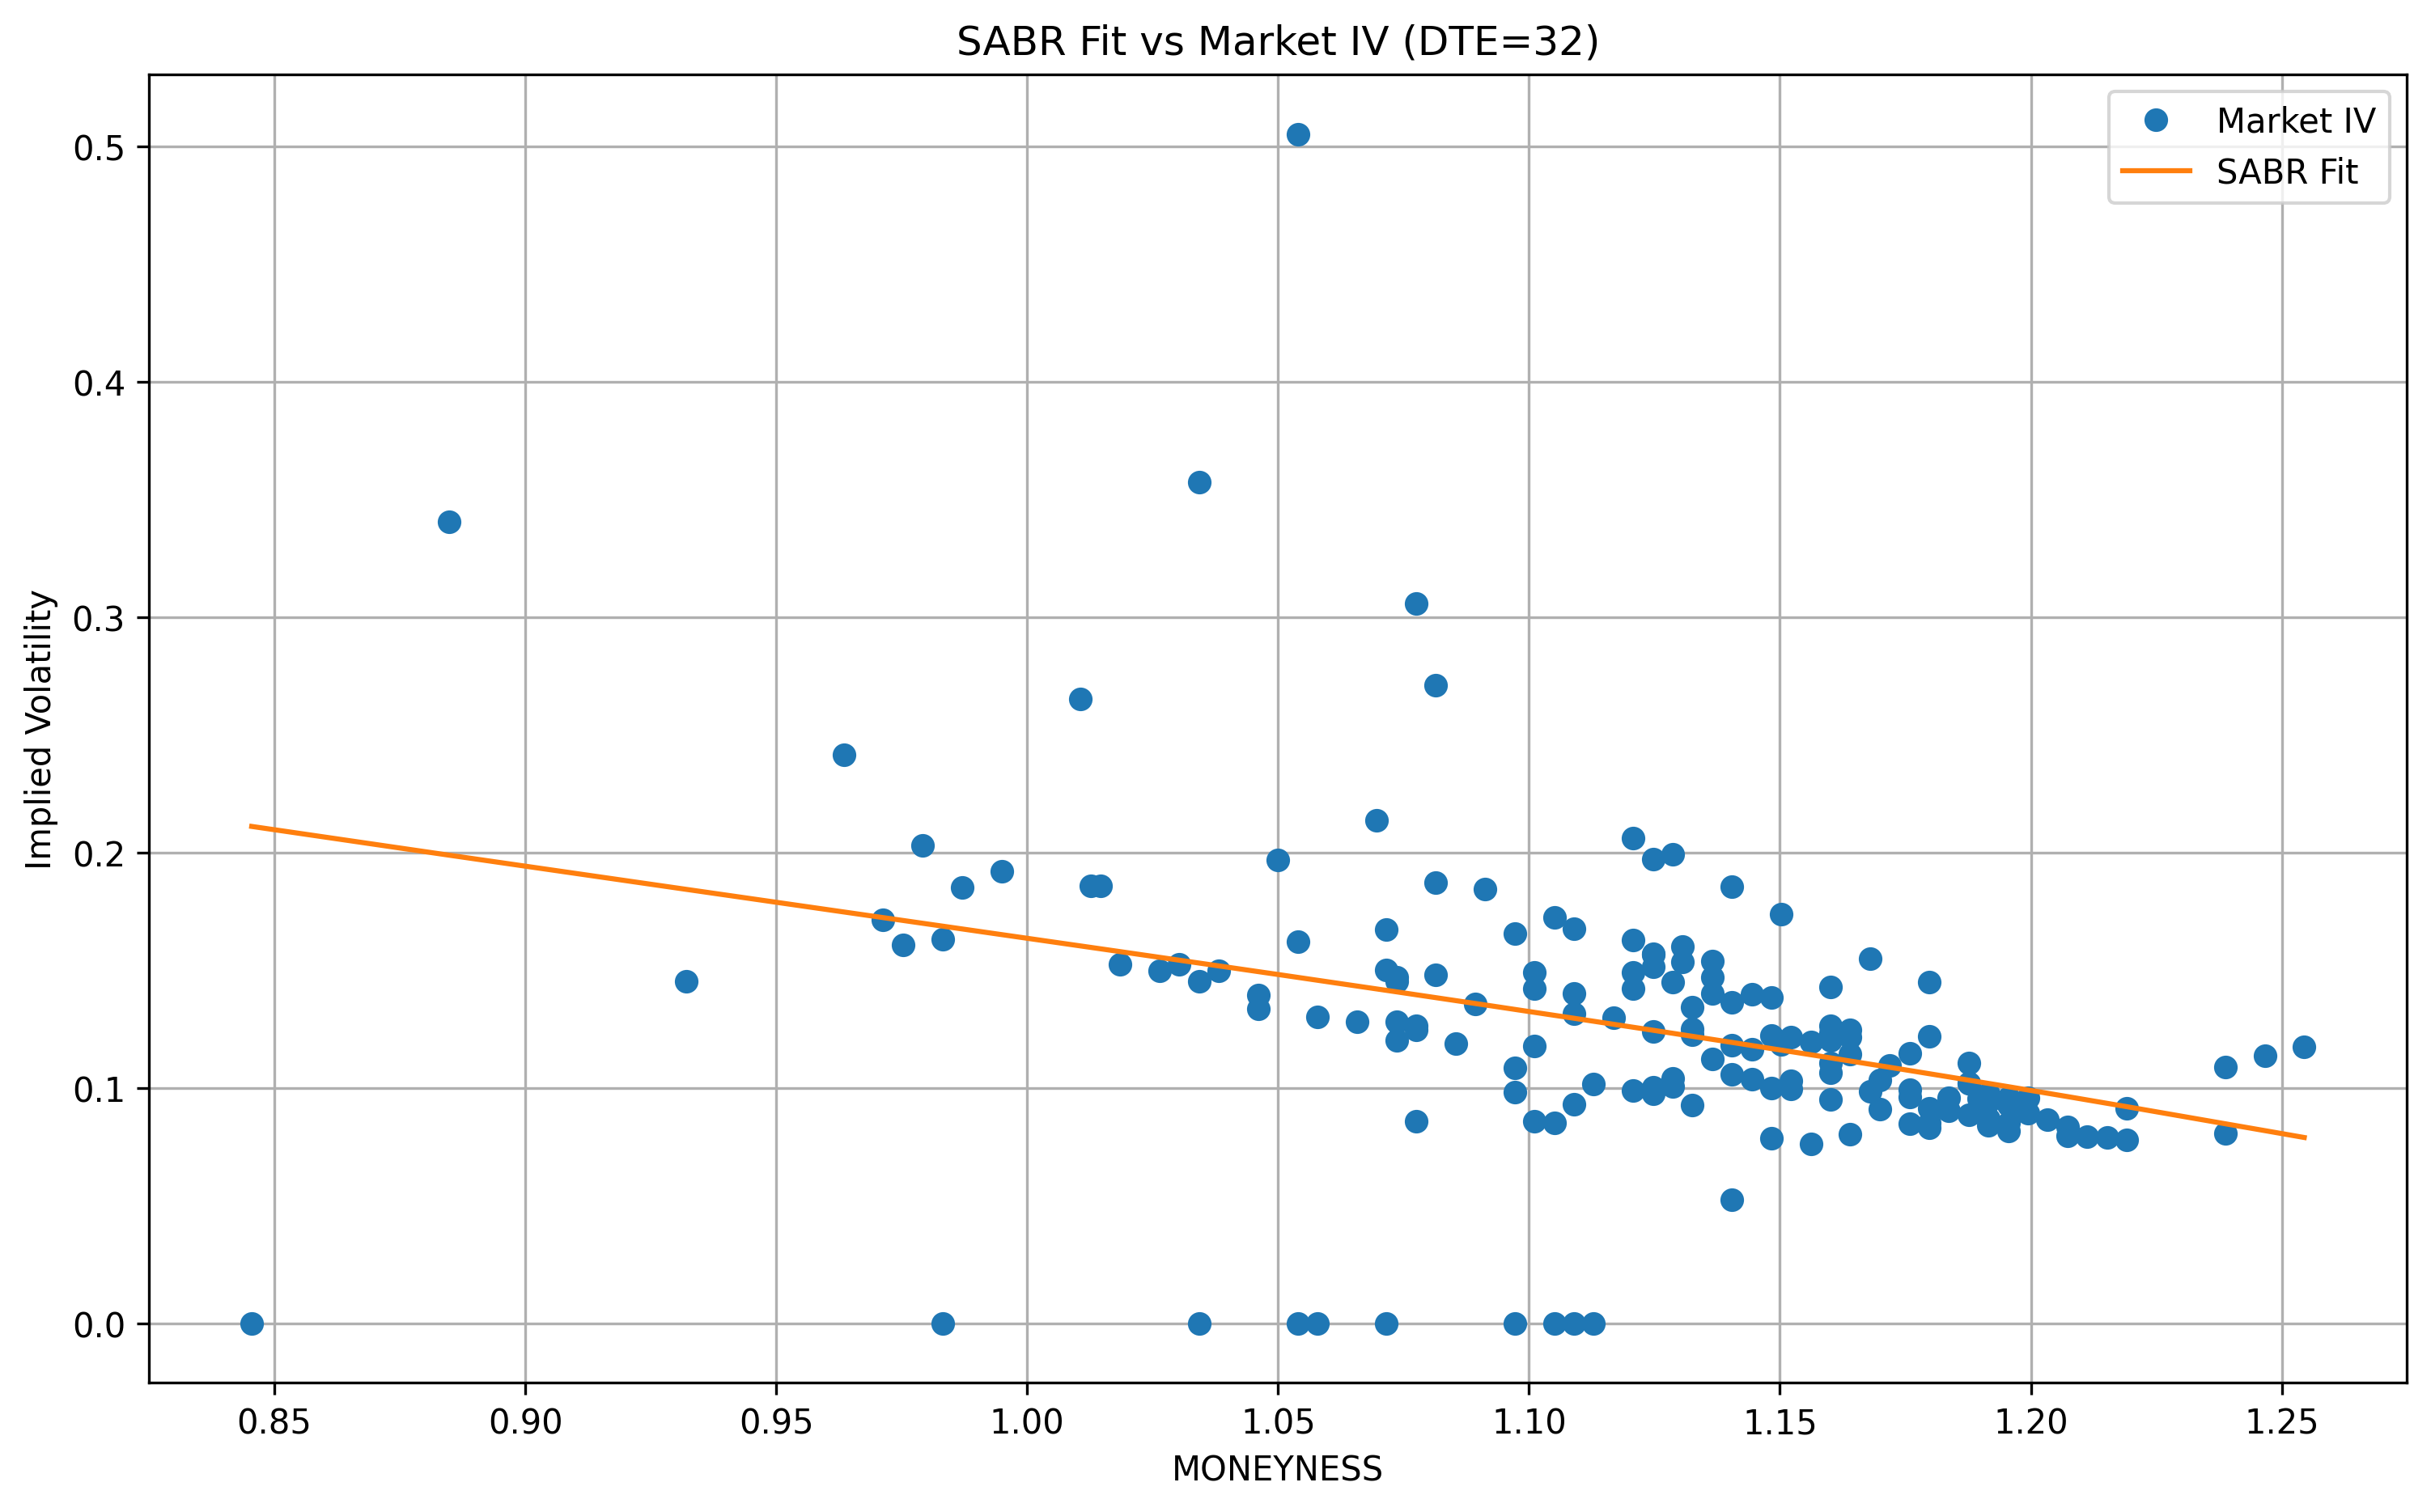 SABR Fit vs Market IV (DTE=32)
Market IV
SABR Fit
Implied Volatility
0.5
0.4
0.3
0.2
0.1
0.0
0.85 0.90 0.95 1.00 1.05 1.10 1.15 1.20 1.25
MONEYNESS